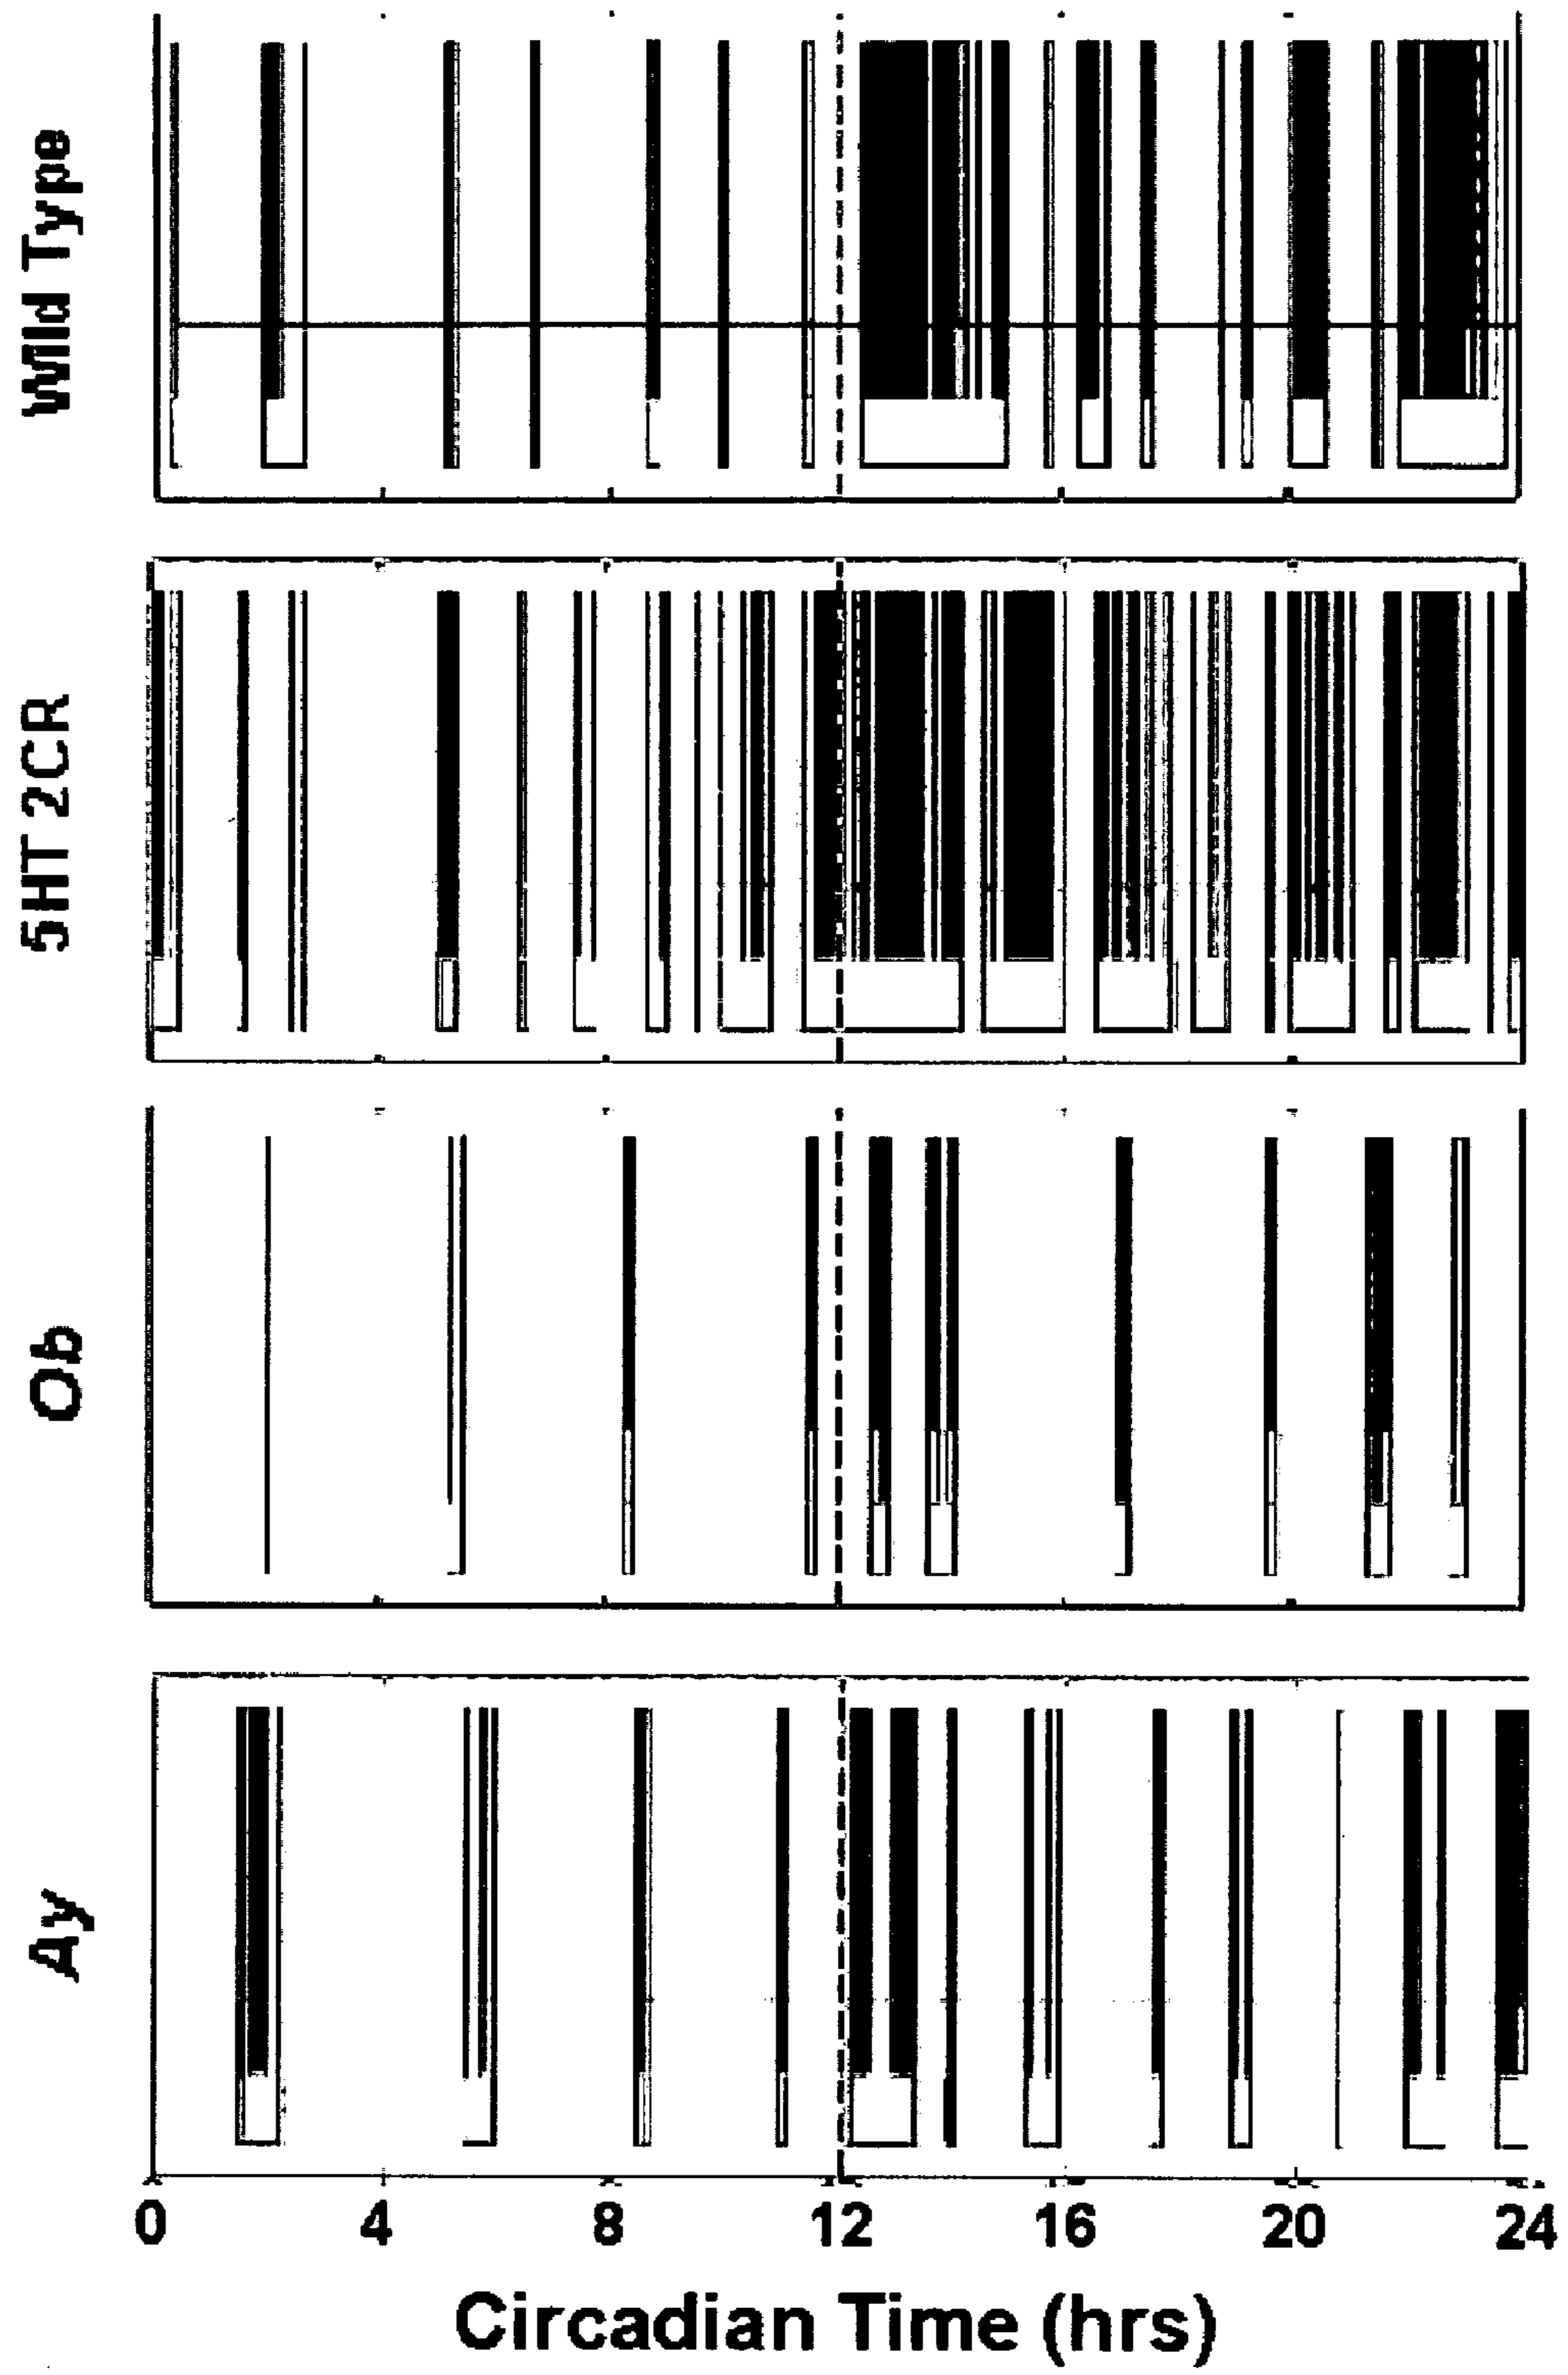 Wild Type
5HT 2CR
Ob
Ay
0 4 8 12 16 20 24
Circadian Time (hrs)